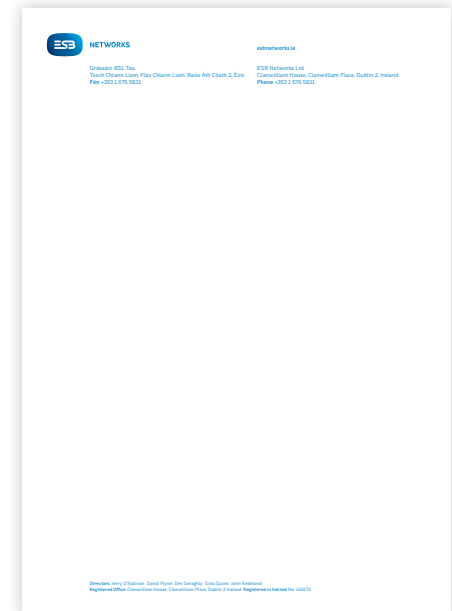 ESB NETWORKS
esbnetworks.ie
Gréasáin BSL Teo.
Teach Chlann Liam, Plás Chlann Liam, Baile Átha Cliath 2, Éire
Fón +353 1 676 5831
ESB Networks Ltd.
Clanwilliam House, Clanwilliam Place, Dublin 2, Ireland
Phone +353 1 676 5831
Directors: Jerry O'Sullivan Donal Flynn Des Geraghty Gina Quinn John Redmond
Registered Office: Clanwilliam House, Clanwilliam Place, Dublin 2, Ireland. Registered in Ireland No.